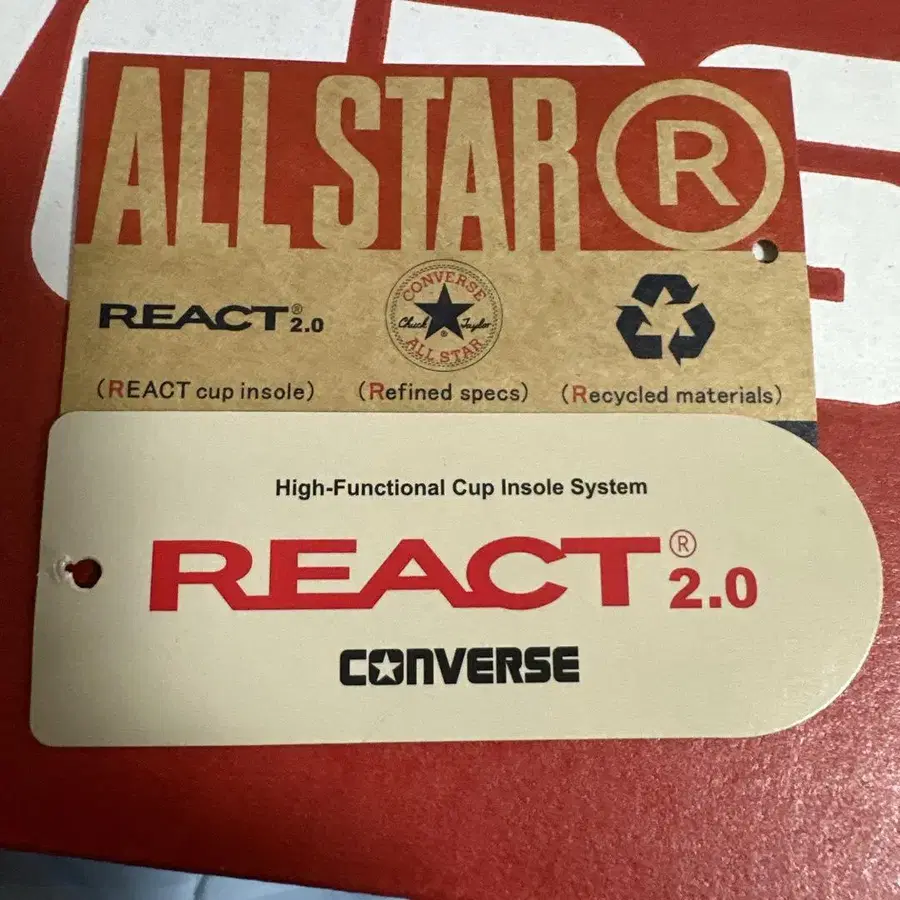 ALL STAR Ⓡ
REACT® 2.0
CONVERSE
Chuck Taylor
®
ALL STAR
(REACT cup insole) (Refined specs) (Recycled materials)
High-Functional Cup Insole System
REACT® 2.0
CONVERSE